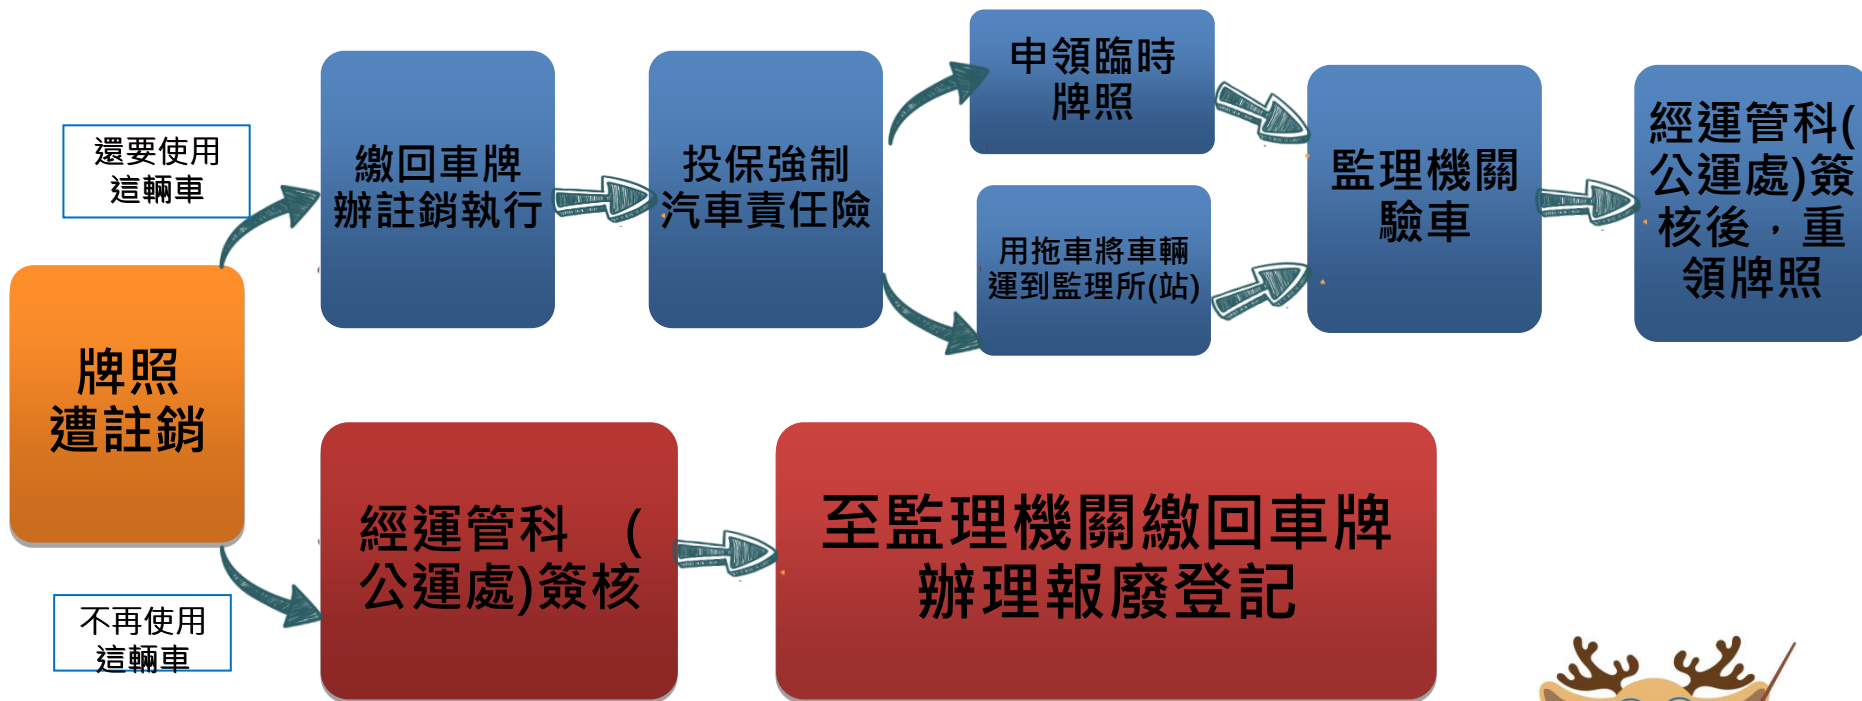 還要使用
這輛車
牌照
遭註銷
繳回車牌
辦註銷執行
投保強制
汽車責任險
申領臨時
牌照
用拖車將車輛
運到監理所(站)
監理機關
驗車
經運管科(
公運處)簽
核後，重
領牌照
不再使用
這輛車
經運管科 (
公運處)簽核
至監理機關繳回車牌
辦理報廢登記